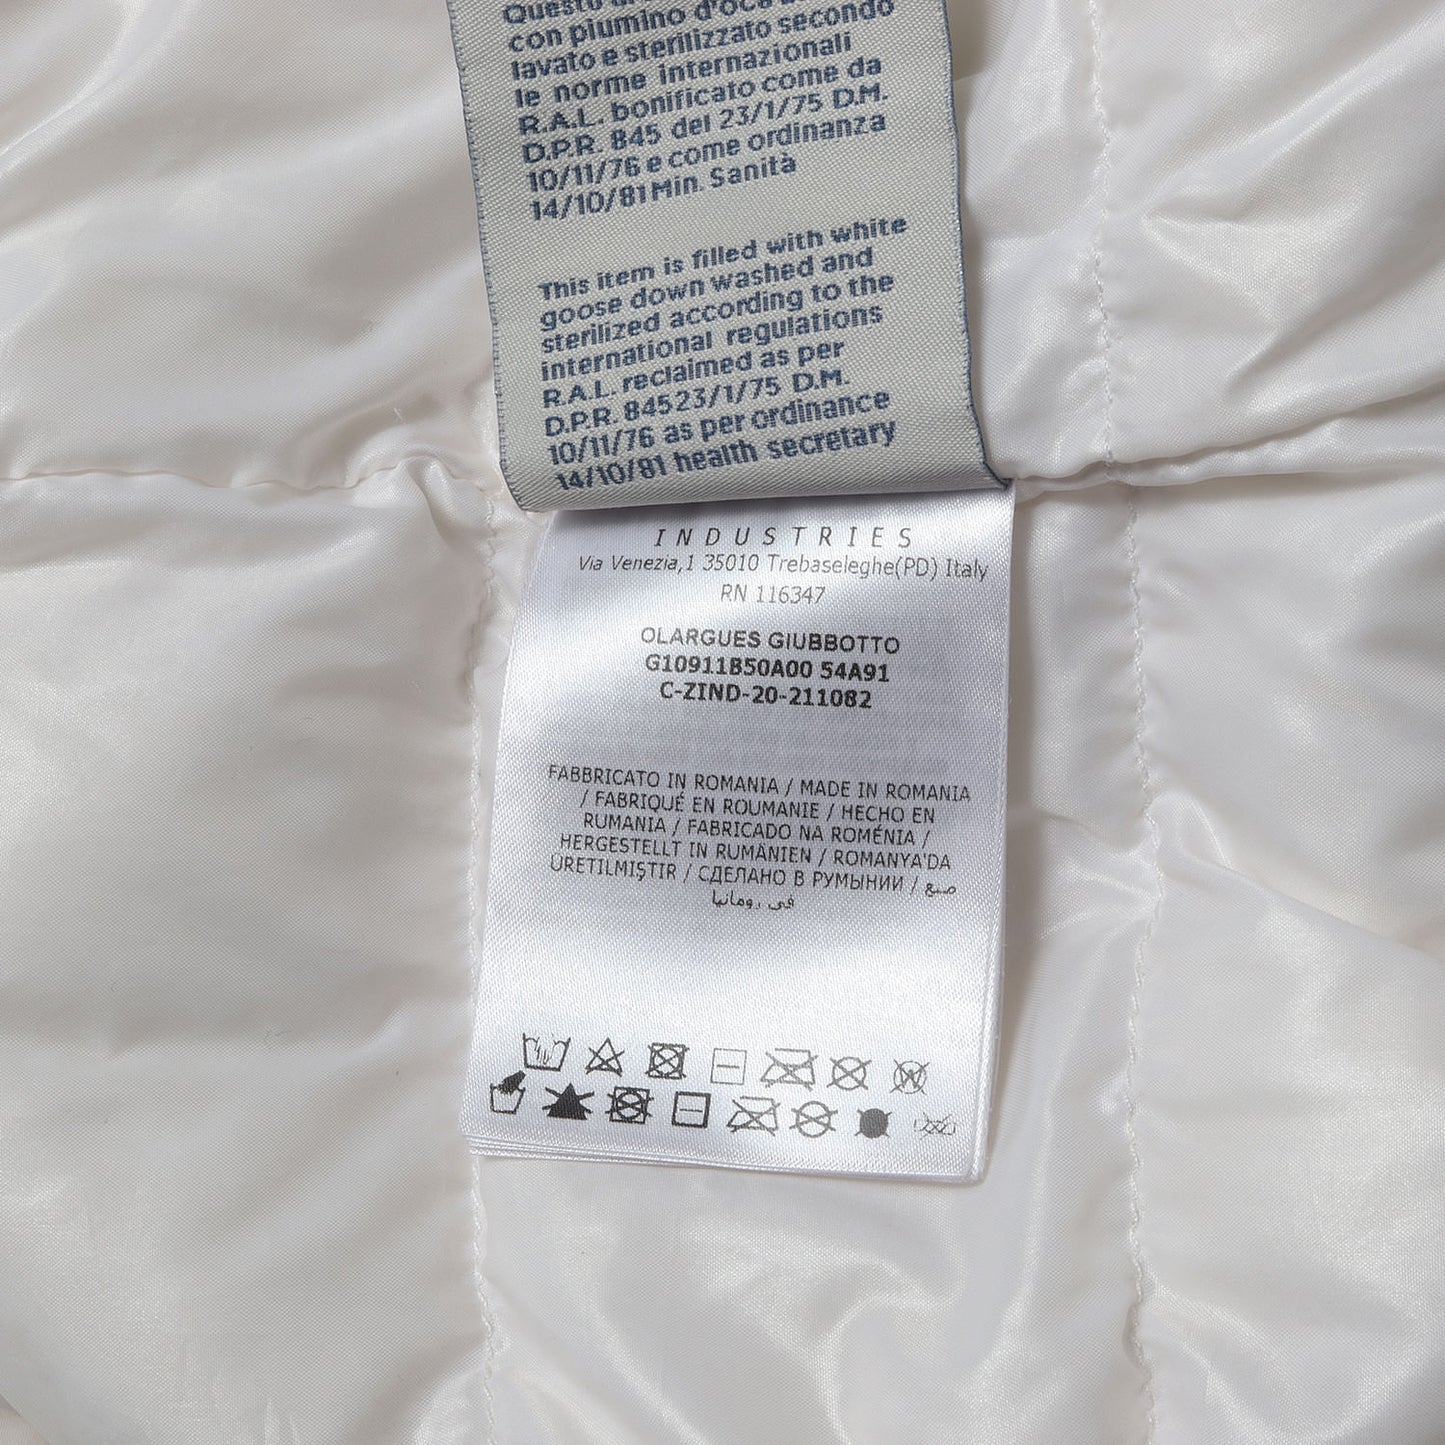 Questo
con piumino d'oca
lavato e sterilizzato secondo
le norme internazionali
R.A.L. bonificato come da
D.P.R. 845 del 23/1/75 D.M.
10/11/76 e come ordinanza
14/10/81 Min. Sanità
This item is filled with white
goose down washed and
sterilized according to the
international regulations
R.A.L. reclaimed as per
D.P.R. 84523/1/75 D.M.
10/11/76 as per ordinance
14/10/81 health secretary
INDUSTRIES
Via Venezia,1 35010 Trebaseleghe(PD) Italy
RN 116347
OLARGUES GIUBBOTTO
G10911B50A00 54A91
C-ZIND-20-211082
FABBRICATO IN ROMANIA / MADE IN ROMANIA
/ FABRIQUÉ EN ROUMANIE / HECHO EN
RUMANIA / FABRICADO NA ROMÉNIA /
HERGESTELLT IN RUMÄNIEN / ROMANYA'DA
ÜRETILMIŞTIR / СДЕЛАНО В РУМЫНИИ / صنع
في رومانيا